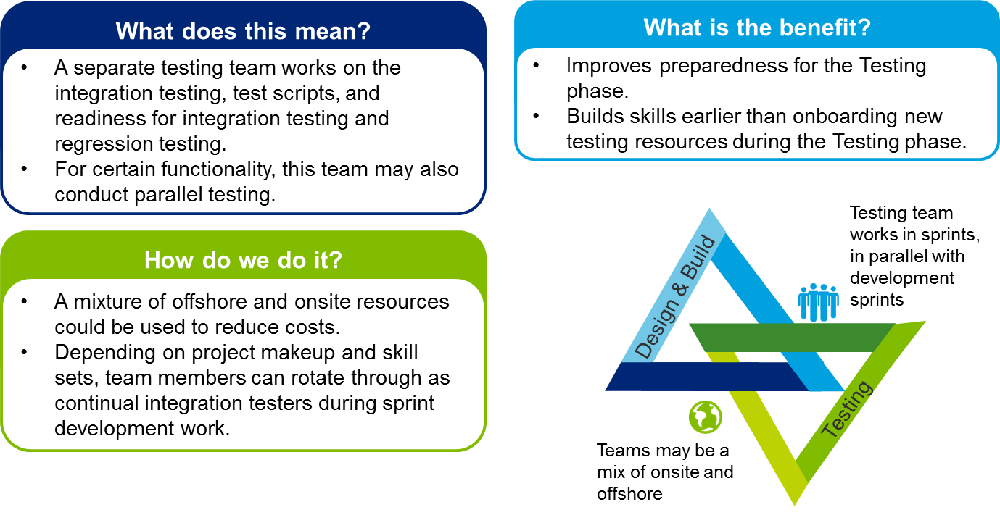 What does this mean?
• A separate testing team works on the
integration testing, test scripts, and
readiness for integration testing and
regression testing.
• For certain functionality, this team may also
conduct parallel testing.
How do we do it?
• A mixture of offshore and onsite resources
could be used to reduce costs.
• Depending on project makeup and skill
sets, team members can rotate through as
continual integration testers during sprint
development work.
What is the benefit?
• Improves preparedness for the Testing
phase.
• Builds skills earlier than onboarding new
testing resources during the Testing phase.
Testing team
works in sprints,
in parallel with
development
sprints
Design & Build
Testing
Teams may be a
mix of onsite and
offshore